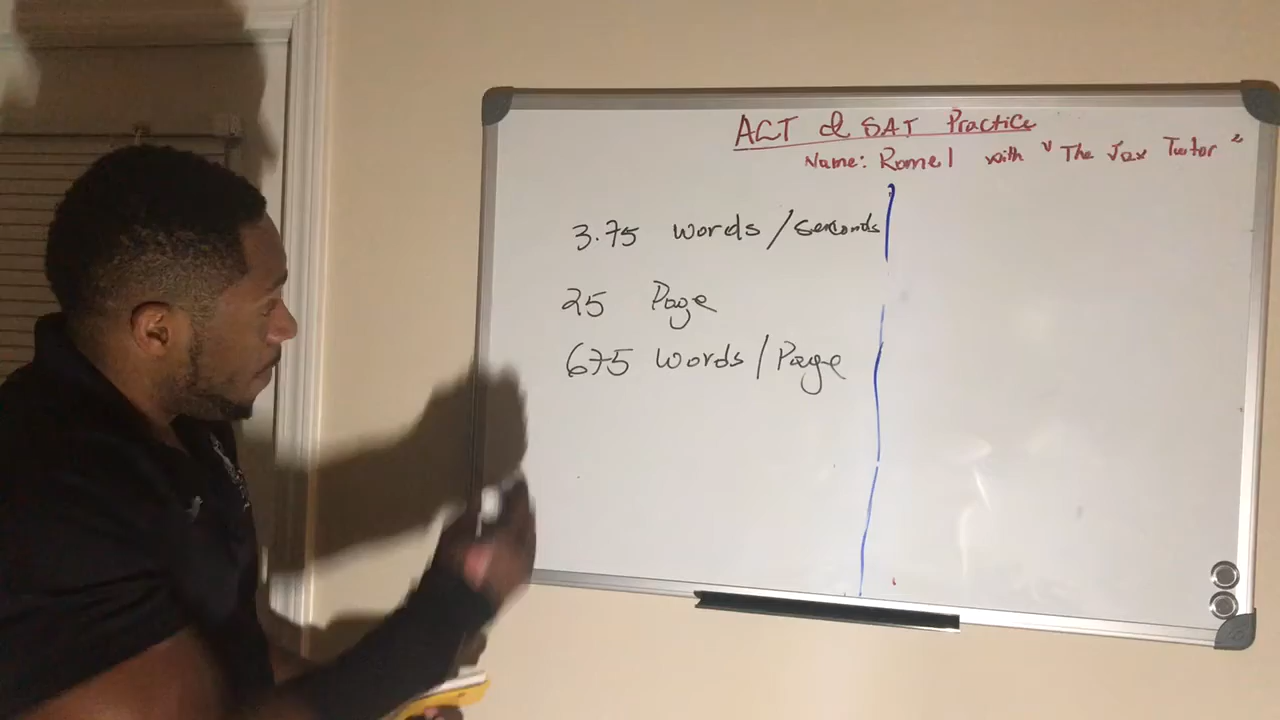 ACT & SAT Practice
Name: Romel with "The Jax Tutor"
3.75 words/seconds
25 Page
675 words/Page